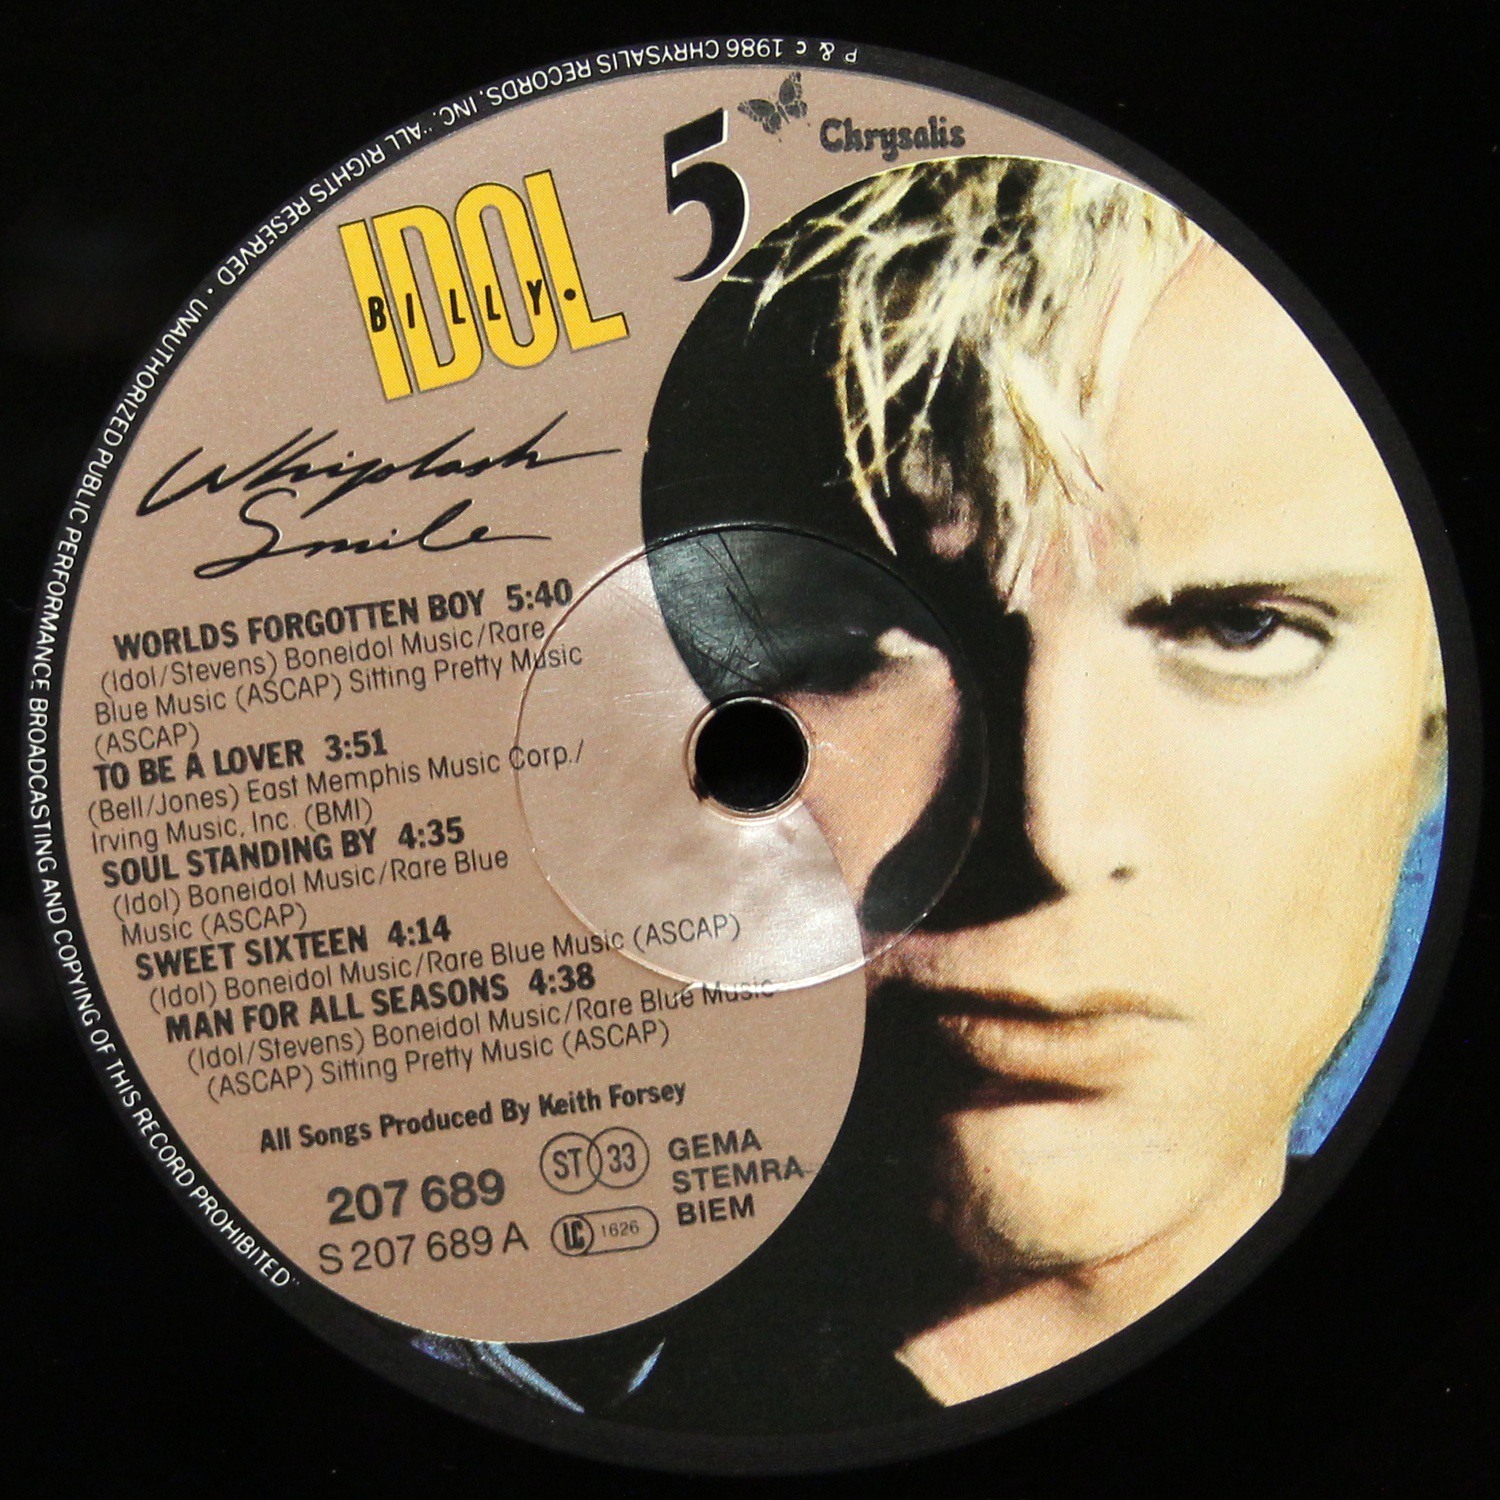 P & c 1986 CHRYSALIS RECORDS, INC. "ALL RIGHTS RESERVED • UNAUTHORIZED PUBLIC PERFORMANCE BROADCASTING AND COPYING OF THIS RECORD PROHIBITED"
5
Chrysalis
IDOL
BILLY•
Whiplash
Smile
WORLDS FORGOTTEN BOY 5:40
(Idol/Stevens) Boneidol Music/Rare
Blue Music (ASCAP) Sitting Pretty Music
(ASCAP)
TO BE A LOVER 3:51
(Bell/Jones) East Memphis Music Corp./
Irving Music, Inc. (BMI)
SOUL STANDING BY 4:35
(Idol) Boneidol Music/Rare Blue
Music (ASCAP)
SWEET SIXTEEN 4:14
(Idol) Boneidol Music/Rare Blue Music (ASCAP)
MAN FOR ALL SEASONS 4:38
(Idol/Stevens) Boneidol Music/Rare Blue Music
(ASCAP) Sitting Pretty Music (ASCAP)
All Songs Produced By Keith Forsey
207 689
S 207 689 A
ST 33
LC 1626
GEMA
STEMRA
BIEM